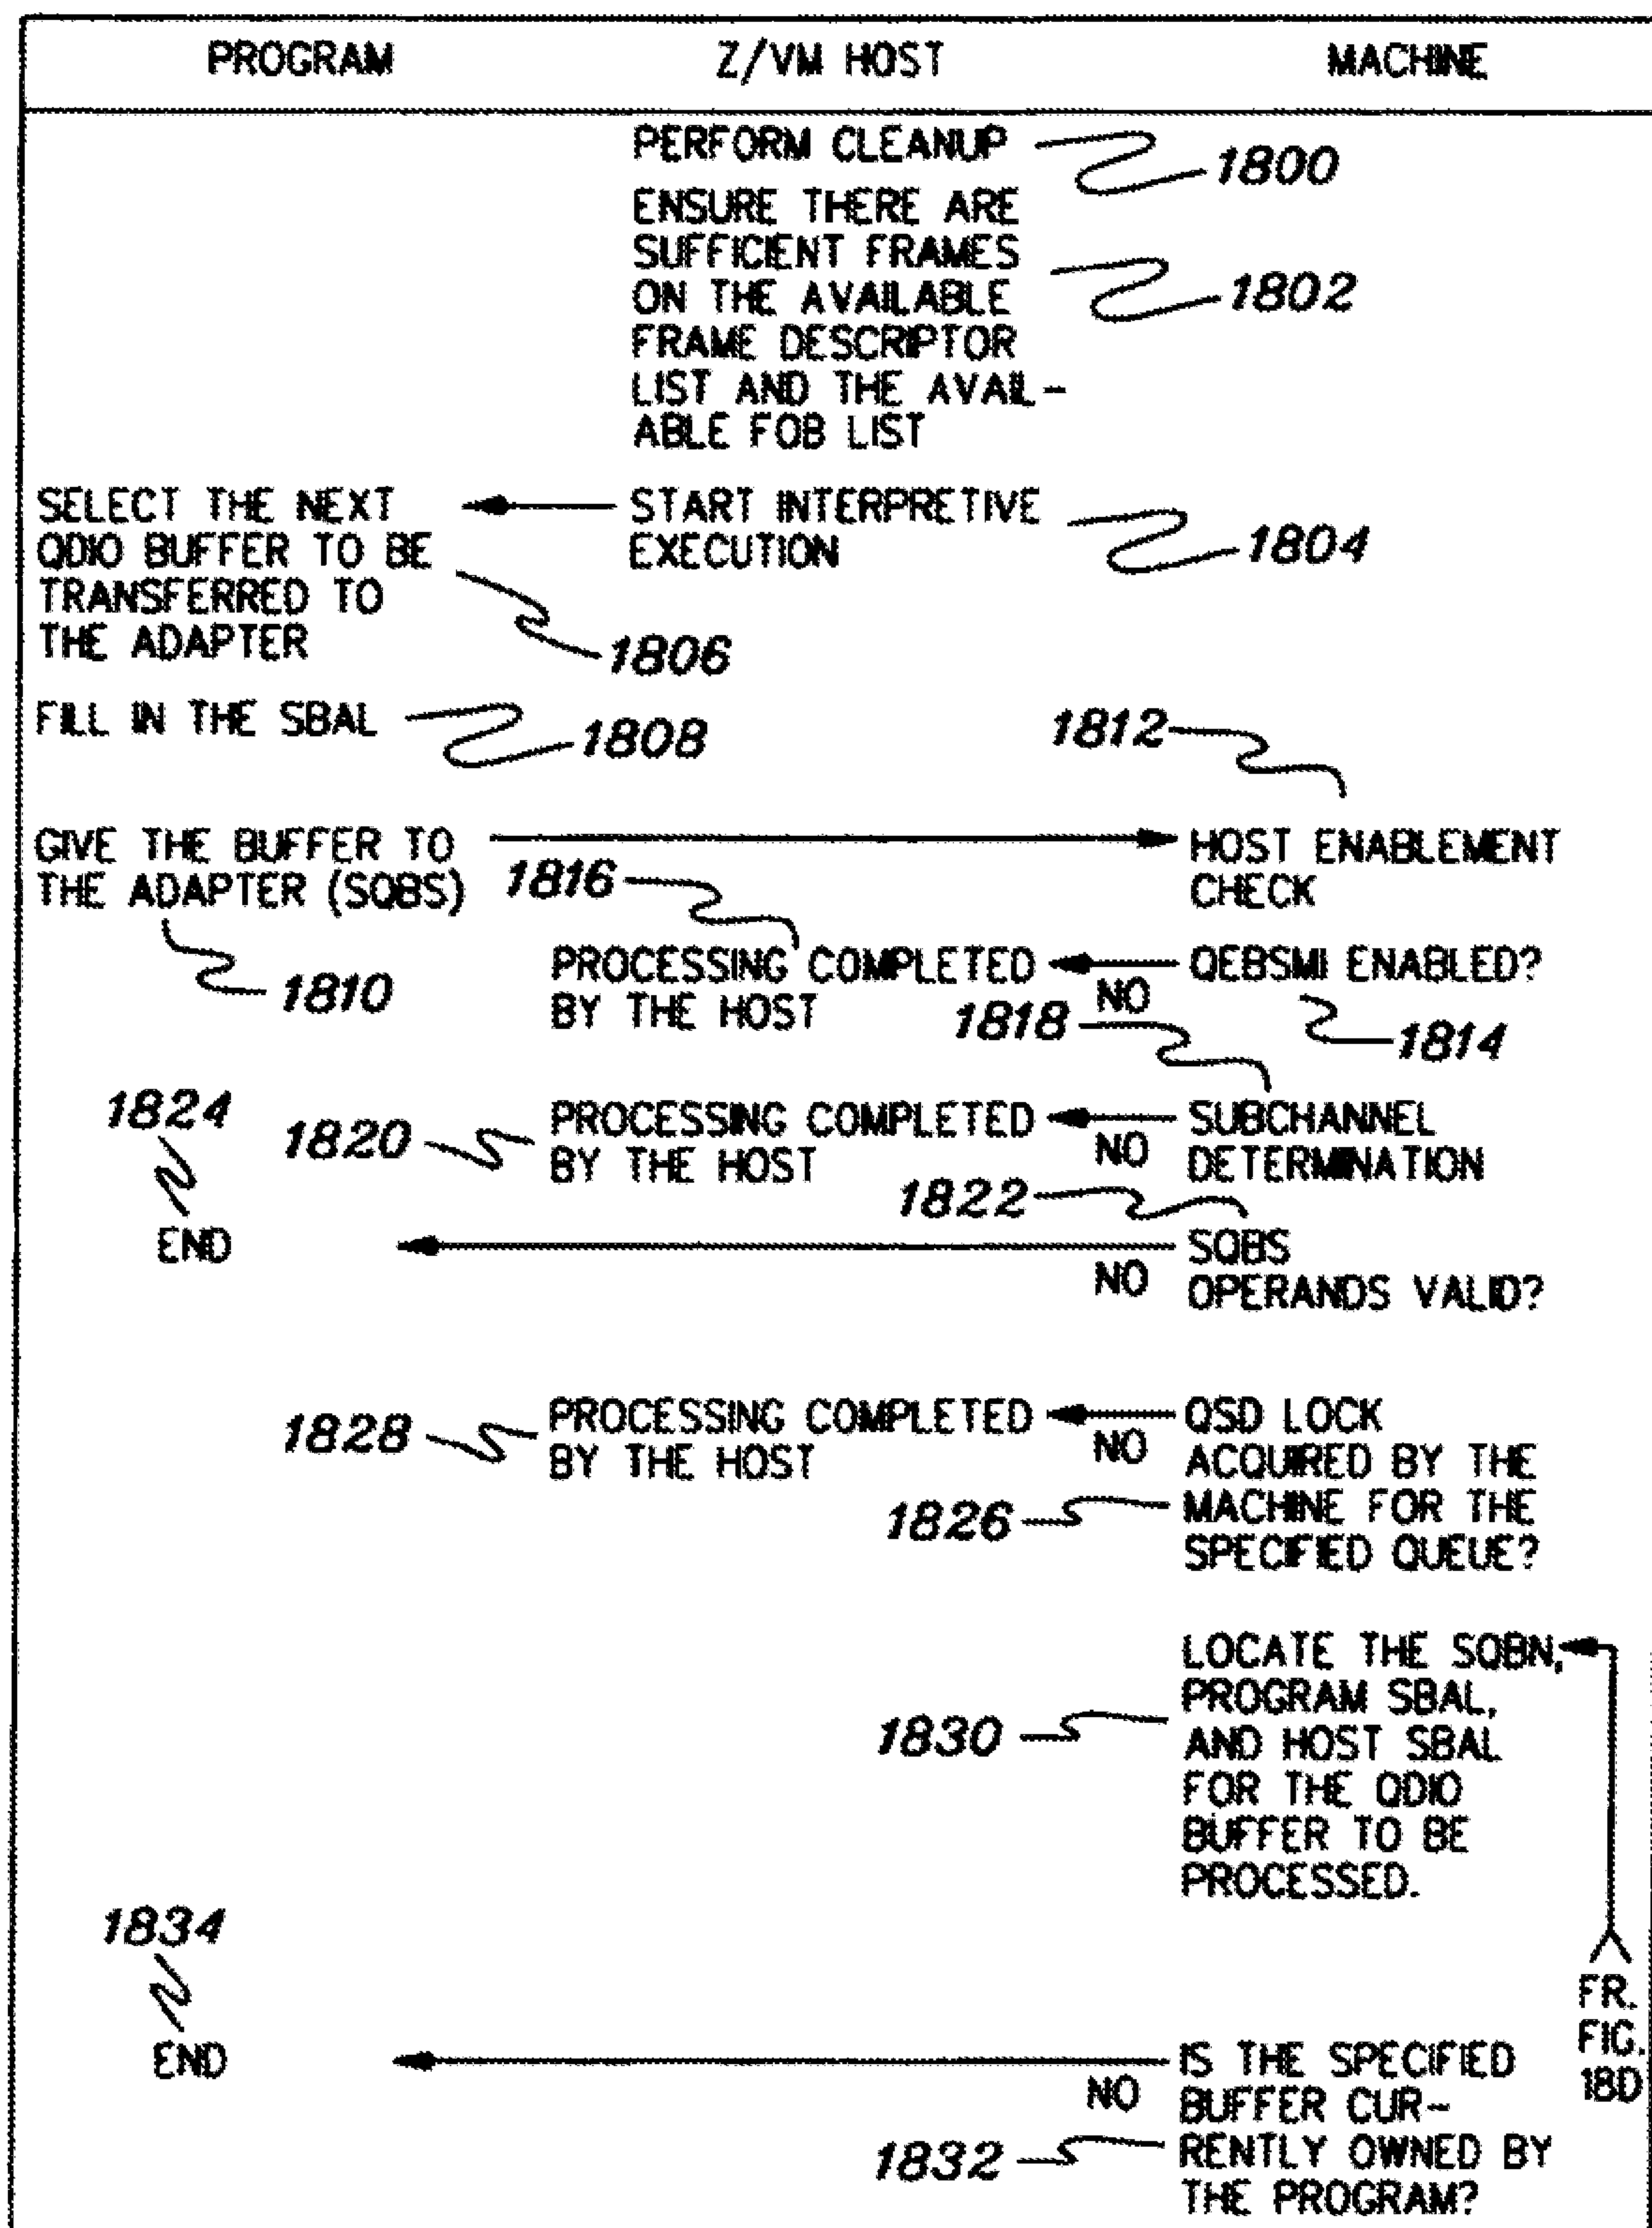 PROGRAM Z/VM HOST MACHINE
PERFORM CLEANUP 1800
ENSURE THERE ARE
SUFFICIENT FRAMES
ON THE AVAILABLE 1802
FRAME DESCRIPTOR
LIST AND THE AVAIL-
ABLE FOB LIST
SELECT THE NEXT
QDIO BUFFER TO BE
TRANSFERRED TO
THE ADAPTER
1806
START INTERPRETIVE
EXECUTION
1804
FILL IN THE SBAL 1808
1812
GIVE THE BUFFER TO
THE ADAPTER (SQBS)
1810
HOST ENABLEMENT
CHECK
1816
PROCESSING COMPLETED
BY THE HOST
NO
QEBSMI ENABLED?
1814
1818
1824
END
1820
PROCESSING COMPLETED
BY THE HOST
NO
SUBCHANNEL
DETERMINATION
1822
NO
SQBS
OPERANDS VALID?
1828
PROCESSING COMPLETED
BY THE HOST
NO
QSD LOCK
ACQUIRED BY THE
MACHINE FOR THE
SPECIFIED QUEUE?
1826
LOCATE THE SQBN,
PROGRAM SBAL,
AND HOST SBAL
FOR THE QDIO
BUFFER TO BE
PROCESSED.
1830
FR.
FIG.
18D
1834
END
NO
IS THE SPECIFIED
BUFFER CUR-
RENTLY OWNED BY
THE PROGRAM?
1832